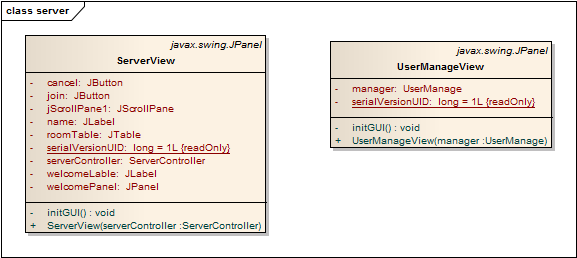 class server
javax.swing.JPanel
ServerView
- cancel: JButton
- join: JButton
- jScrollPane1: JScrollPane
- name: JLabel
- roomTable: JTable
- serialVersionUID: long = 1L {readOnly}
- serverController: ServerController
- welcomeLable: JLabel
- welcomePanel: JPanel
- initGUI() : void
+ ServerView(serverController :ServerController)
javax.swing.JPanel
UserManageView
- manager: UserManage
- serialVersionUID: long = 1L {readOnly}
- initGUI() : void
+ UserManageView(manager :UserManage)